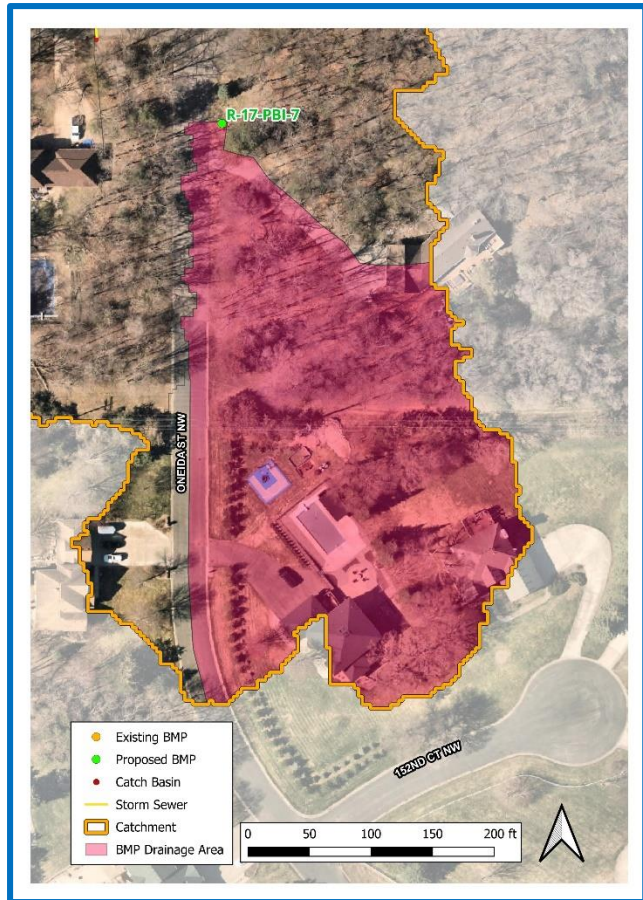 R-17-PBI-7
ONEIDA ST NW
152ND CT NW
Existing BMP
Proposed BMP
Catch Basin
Storm Sewer
Catchment
BMP Drainage Area
0 50 100 150 200 ft